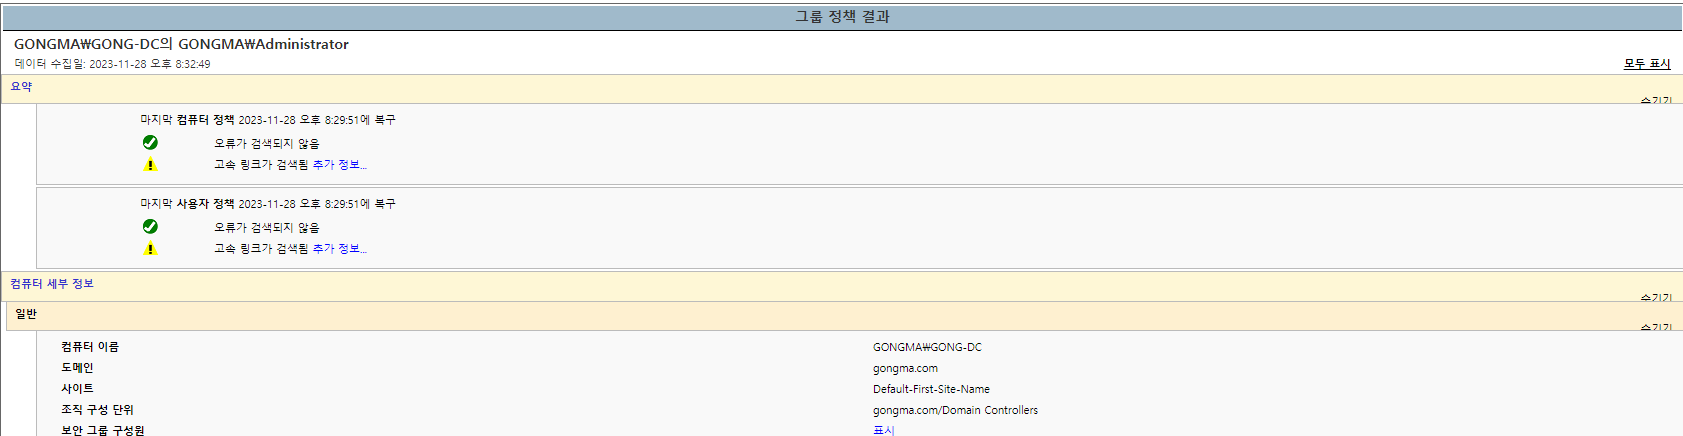 그룹 정책 결과
GONGMA₩GONG-DC의 GONGMA₩Administrator
데이터 수집일: 2023-11-28 오후 8:32:49
모두 표시
요약
숨기기
마지막 컴퓨터 정책 2023-11-28 오후 8:29:51에 복구
오류가 검색되지 않음
고속 링크가 검색됨 추가 정보...
마지막 사용자 정책 2023-11-28 오후 8:29:51에 복구
오류가 검색되지 않음
고속 링크가 검색됨 추가 정보...
컴퓨터 세부 정보
숨기기
일반
숨기기
컴퓨터 이름 GONGMA₩GONG-DC
도메인 gongma.com
사이트 Default-First-Site-Name
조직 구성 단위 gongma.com/Domain Controllers
보안 그룹 구성원 표시